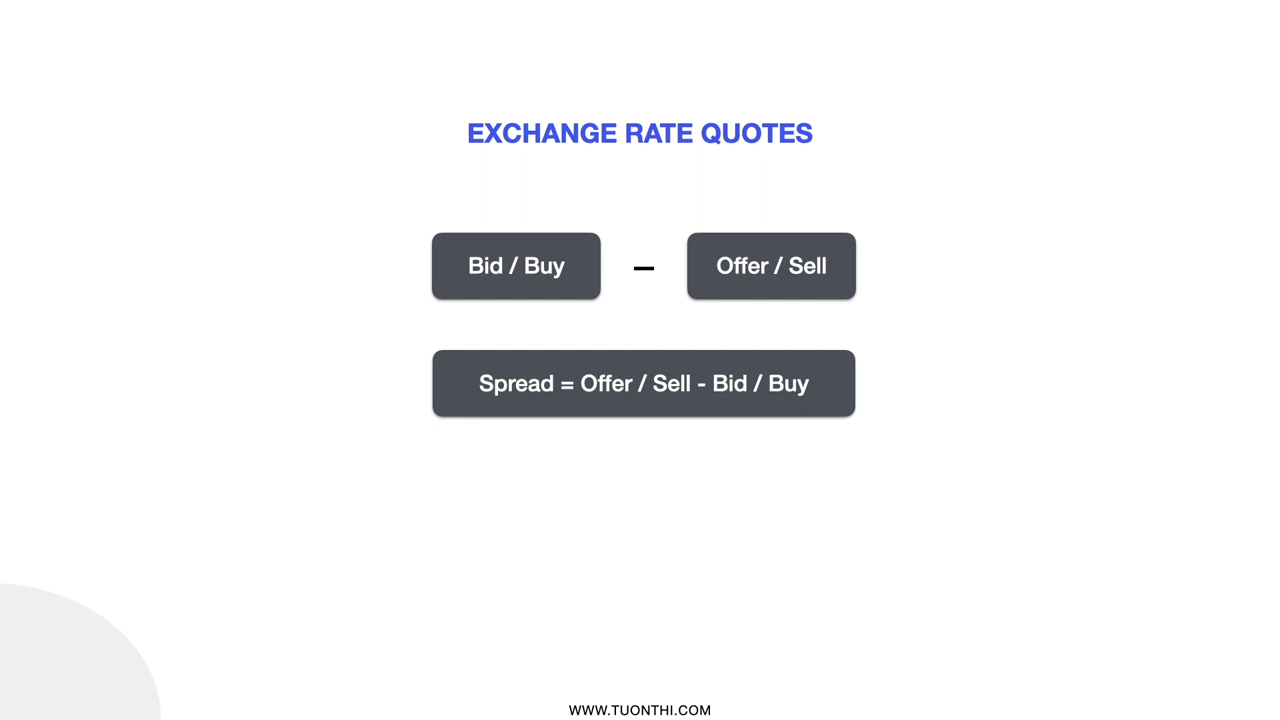 EXCHANGE RATE QUOTES
Bid / Buy – Offer / Sell
Spread = Offer / Sell - Bid / Buy
WWW.TUONTHI.COM